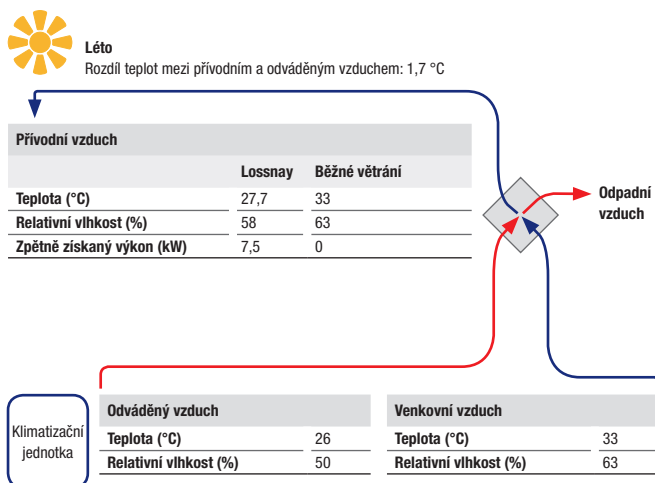 Léto
Rozdíl teplot mezi přívodním a odváděným vzduchem: 1,7 °C
Přívodní vzduch
Lossnay Běžné větrání
Teplota (°C) 27,7 33
Relativní vlhkost (%) 58 63
Zpětně získaný výkon (kW) 7,5 0
Odpadní
vzduch
Klimatizační
jednotka
Odváděný vzduch
Teplota (°C) 26
Relativní vlhkost (%) 50
Venkovní vzduch
Teplota (°C) 33
Relativní vlhkost (%) 63